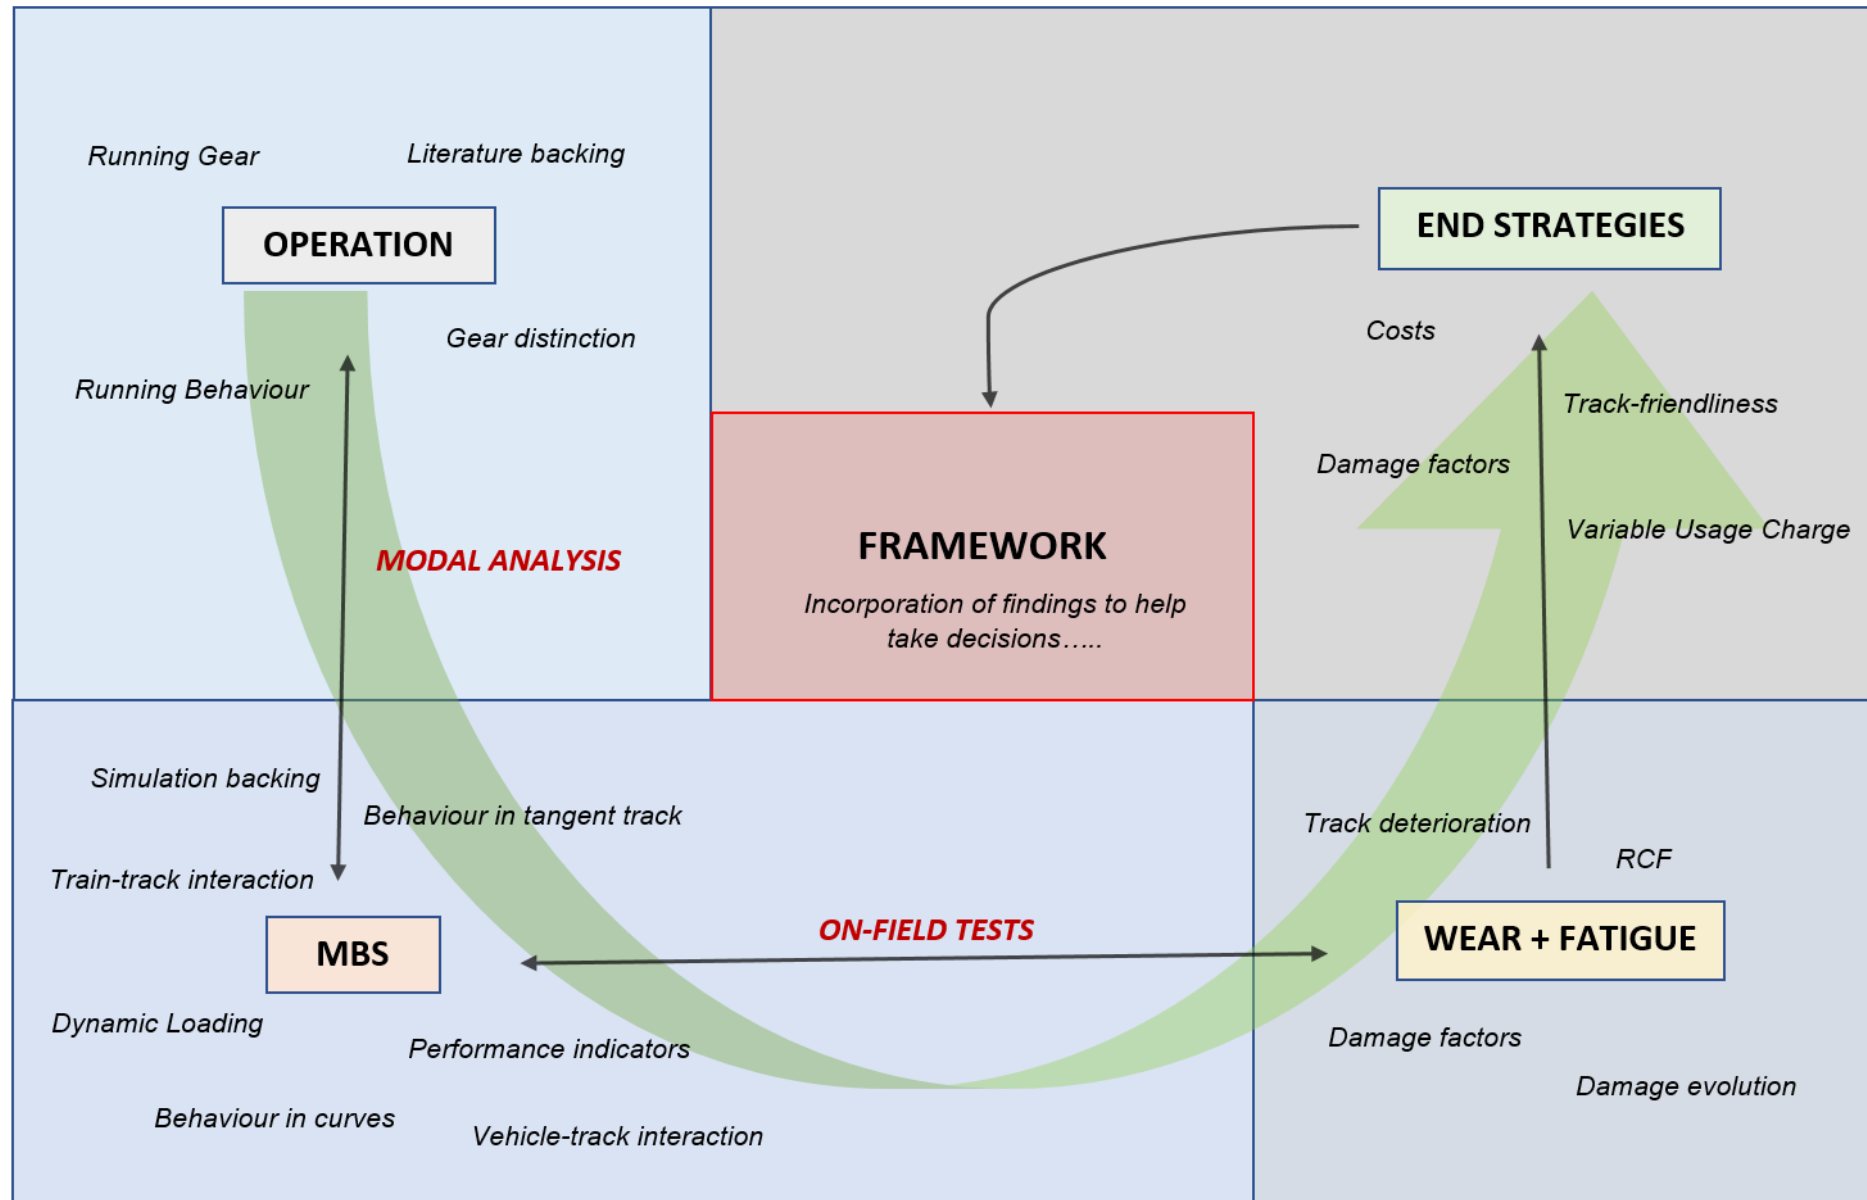 Running Gear
Literature backing
OPERATION
Gear distinction
Running Behaviour
MODAL ANALYSIS
END STRATEGIES
Costs
Track-friendliness
Damage factors
Variable Usage Charge
FRAMEWORK
Incorporation of findings to help
take decisions…..
Simulation backing
Behaviour in tangent track
Train-track interaction
MBS
Dynamic Loading
Performance indicators
Behaviour in curves
Vehicle-track interaction
ON-FIELD TESTS
Track deterioration
RCF
WEAR + FATIGUE
Damage factors
Damage evolution